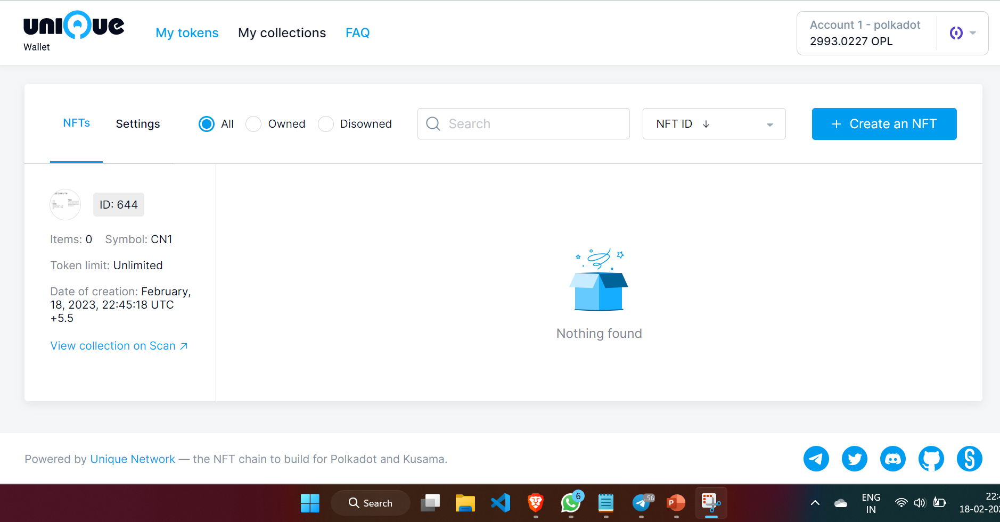 unique
Wallet
My tokens
My collections
FAQ
Account 1 - polkadot
2993.0227 OPL
NFTs
Settings
All
Owned
Disowned
Search
NFT ID ↓
+ Create an NFT
ID: 644
Items: 0 Symbol: CN1
Token limit: Unlimited
Date of creation: February,
18, 2023, 22:45:18 UTC
+5.5
View collection on Scan ↗
Nothing found
Powered by Unique Network — the NFT chain to build for Polkadot and Kusama.
Search
6
..56
P
ENG
IN
22:
18-02-